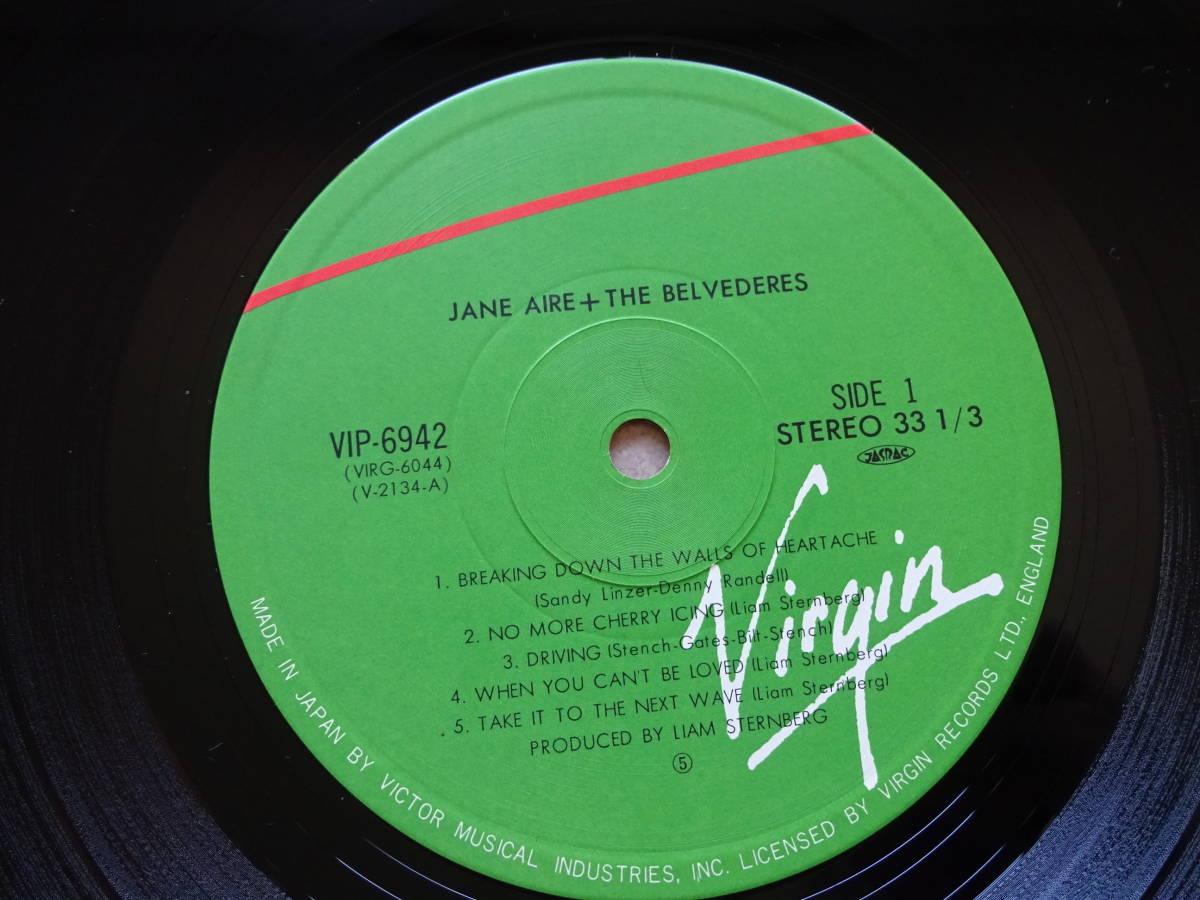 JANE AIRE + THE BELVEDERES
SIDE 1
STEREO 33 1/3
JASRAC
VIP-6942
(VIRG-6044)
(V-2134-A)
Virgin
1. BREAKING DOWN THE WALLS OF HEARTACHE
(Sandy Linzer-Denny Randell)
2. NO MORE CHERRY ICING (Liam Sternberg)
3. DRIVING (Stench-Gates-Bilt-Stench)
4. WHEN YOU CAN'T BE LOVED (Liam Sternberg)
5. TAKE IT TO THE NEXT WAVE (Liam Sternberg)
PRODUCED BY LIAM STERNBERG
⑤
MADE IN JAPAN BY VICTOR MUSICAL INDUSTRIES, INC. LICENSED BY VIRGIN RECORDS LTD., ENGLAND